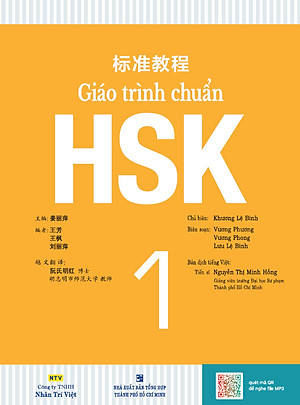 标准教程
Giáo trình chuẩn
HSK
1
主编: 姜丽萍
编者: 王芳
王枫
刘丽萍
越文翻译:
阮氏明红 博士
胡志明市师范大学 教师
Chủ biên: Khương Lệ Bình
Biên soạn: Vương Phương
Vương Phong
Lưu Lệ Bình
Bản dịch tiếng Việt:
Tiến sĩ Nguyễn Thị Minh Hồng
Giảng viên trường Đại học Sư phạm
Thành phố Hồ Chí Minh
NTV
Công ty TNHH
Nhân Trí Việt
NHÀ XUẤT BẢN TỔNG HỢP
THÀNH PHỐ HỒ CHÍ MINH
quét mã QR
để nghe file MP3